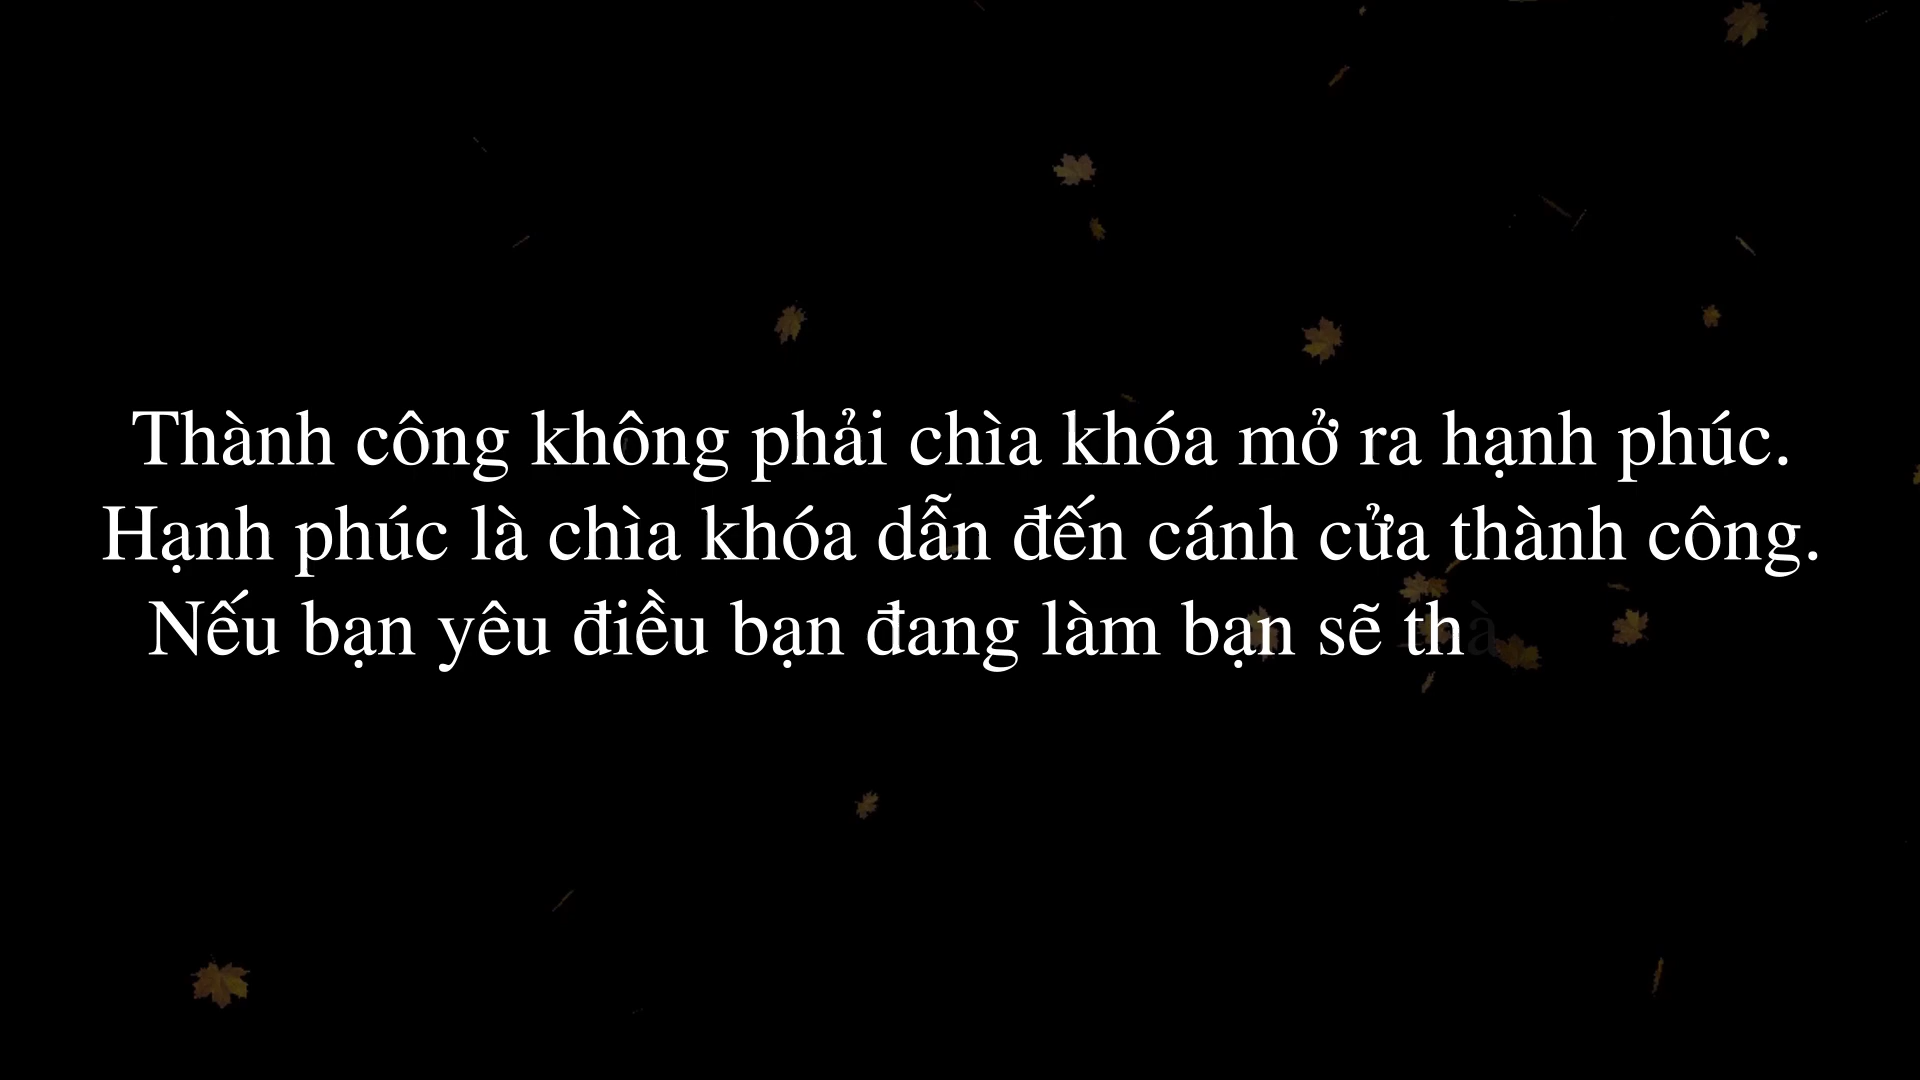 Thành công không phải chìa khóa mở ra hạnh phúc.
Hạnh phúc là chìa khóa dẫn đến cánh cửa thành công.
Nếu bạn yêu điều bạn đang làm bạn sẽ thà